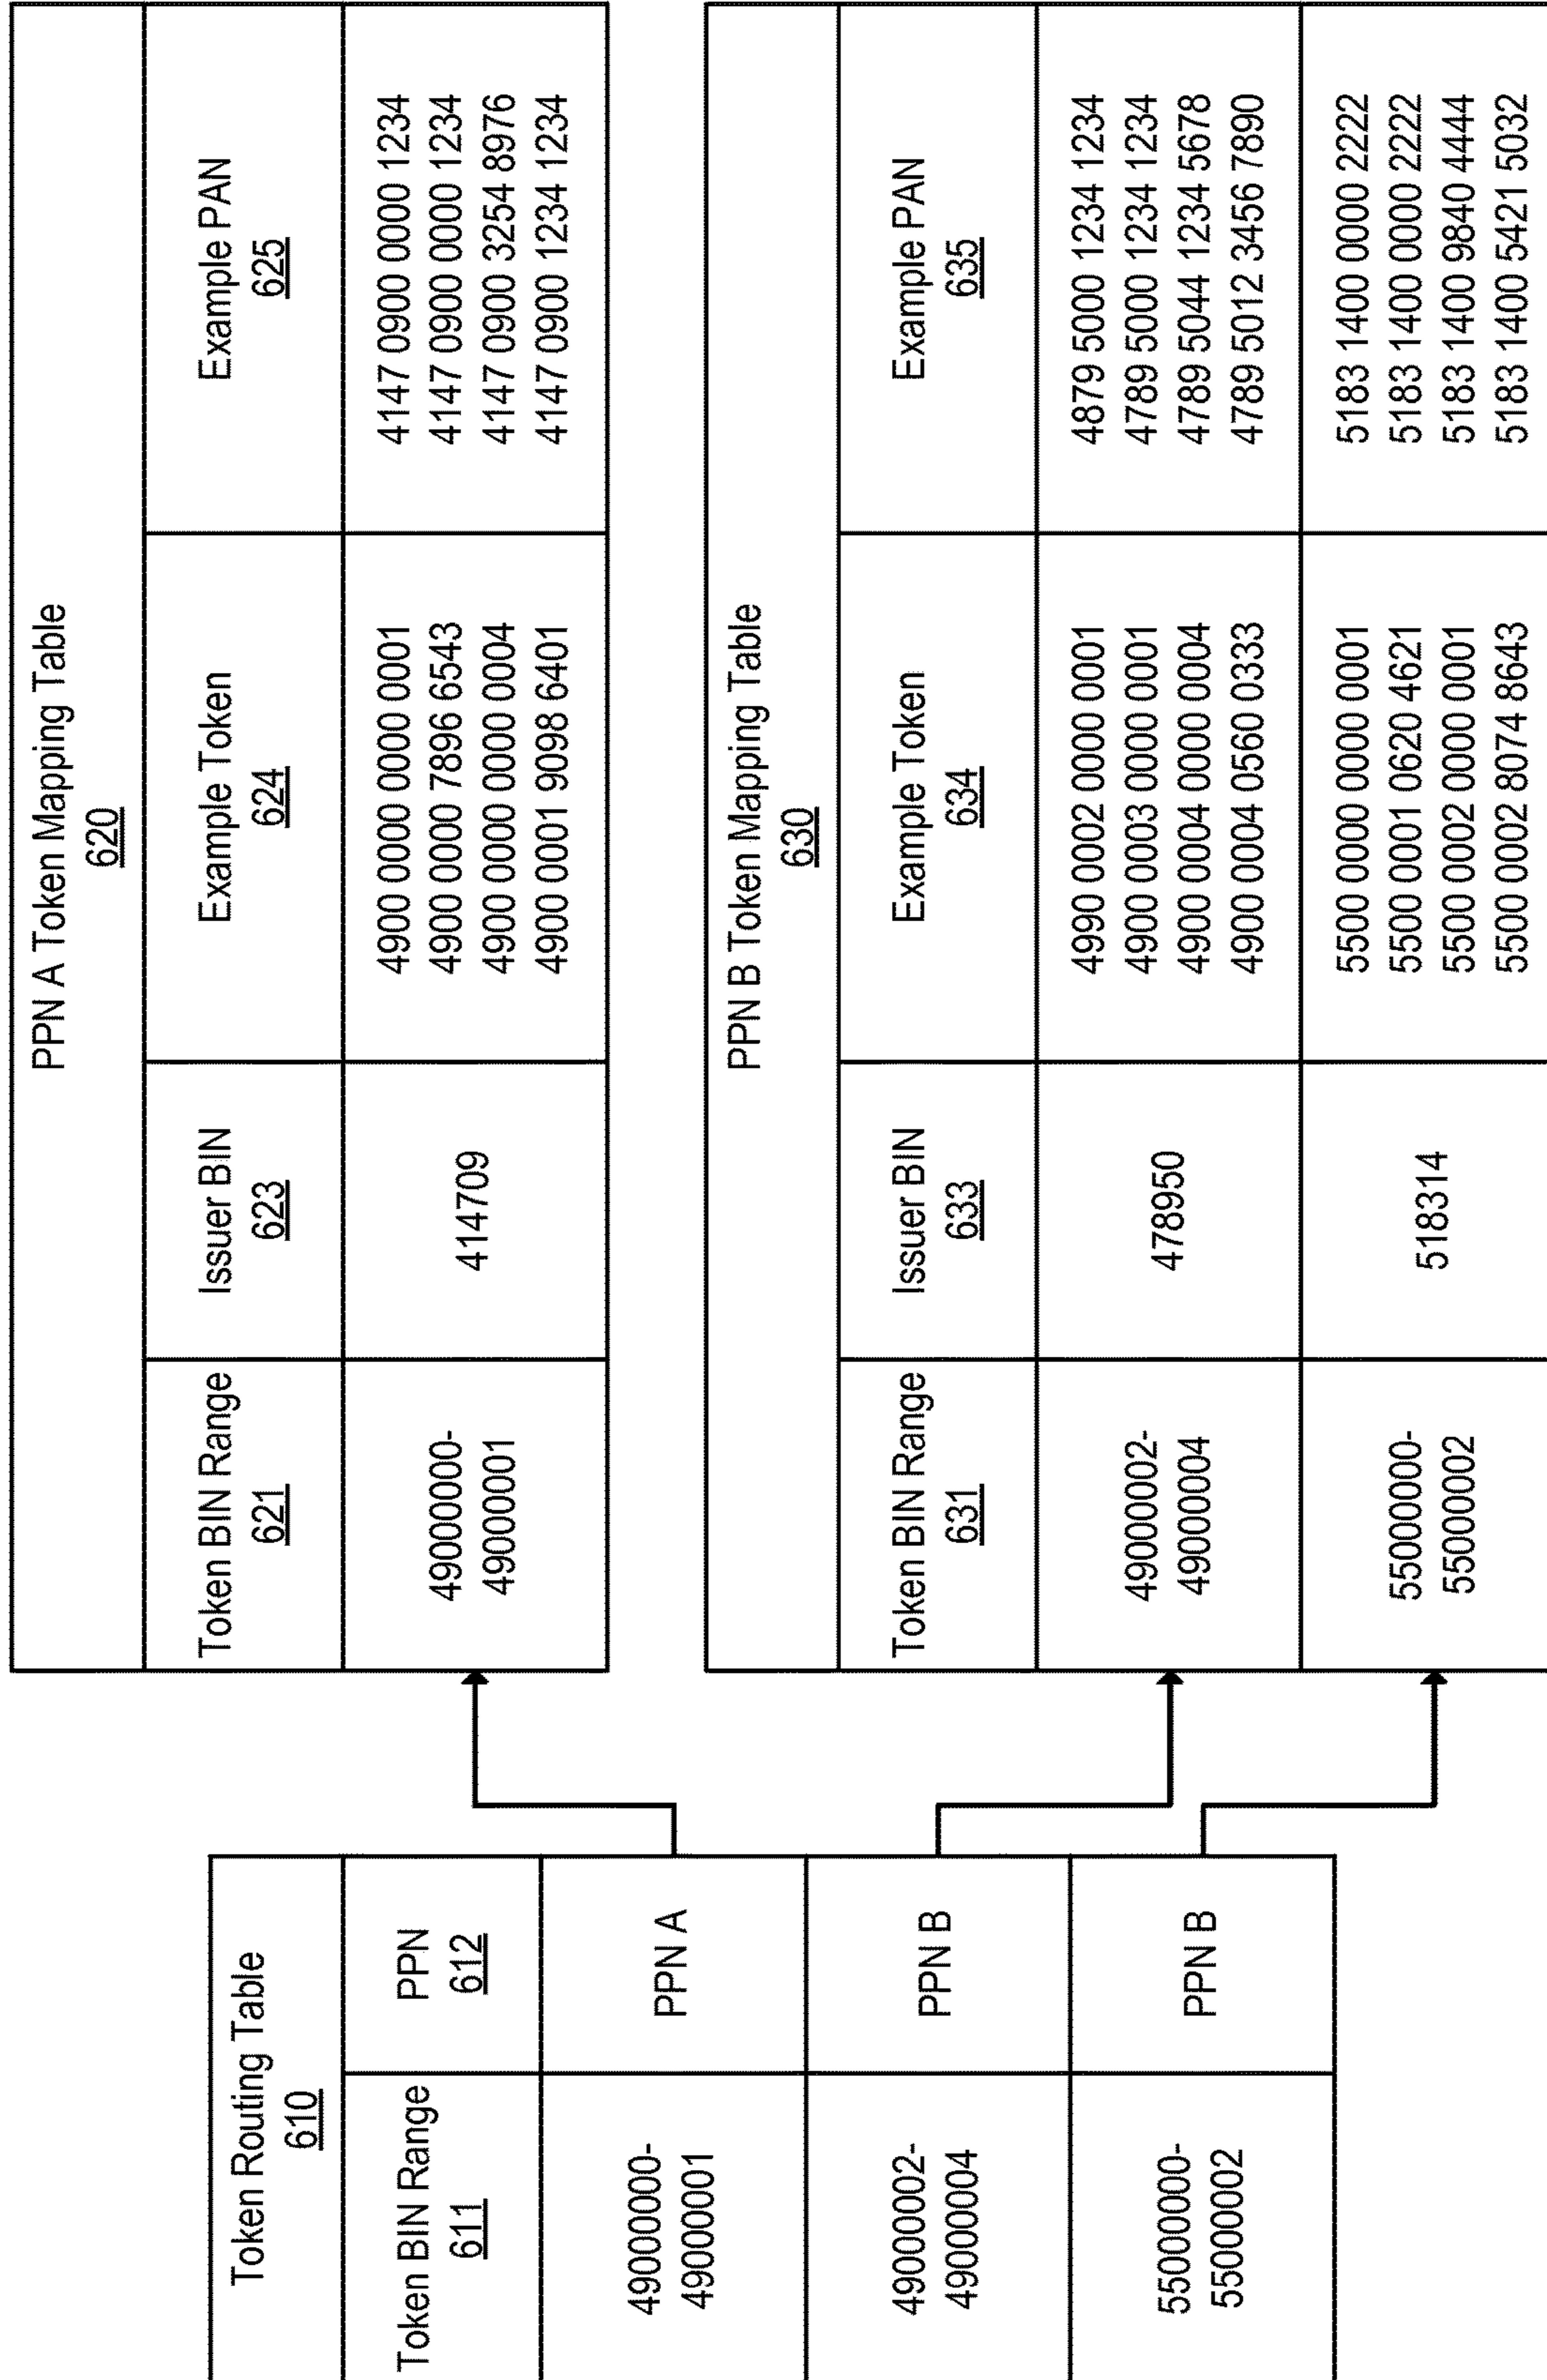 Token Routing Table
610
Token BIN Range
611
PPN
612
49000000-
49000001
PPN A
49000002-
49000004
PPN B
55000000-
55000002
PPN B
PPN A Token Mapping Table
620
Token BIN Range
621
Issuer BIN
623
Example Token
624
Example PAN
625
49000000-
49000001
414709
4900 0000 0000 0001
4900 0000 7896 6543
4900 0000 0000 0004
4900 0001 9098 6401
4147 0900 0000 1234
4147 0900 0000 1234
4147 0900 3254 8976
4147 0900 1234 1234
PPN B Token Mapping Table
630
Token BIN Range
631
Issuer BIN
633
Example Token
634
Example PAN
635
49000002-
49000004
478950
4990 0002 0000 0001
4900 0003 0000 0001
4900 0004 0000 0004
4900 0004 0560 0333
4879 5000 1234 1234
4789 5000 1234 1234
4789 5044 1234 5678
4789 5012 3456 7890
55000000-
55000002
518314
5500 0000 0000 0001
5500 0001 0620 4621
5500 0002 0000 0001
5500 0002 8074 8643
5183 1400 0000 2222
5183 1400 0000 2222
5183 1400 9840 4444
5183 1400 5421 5032